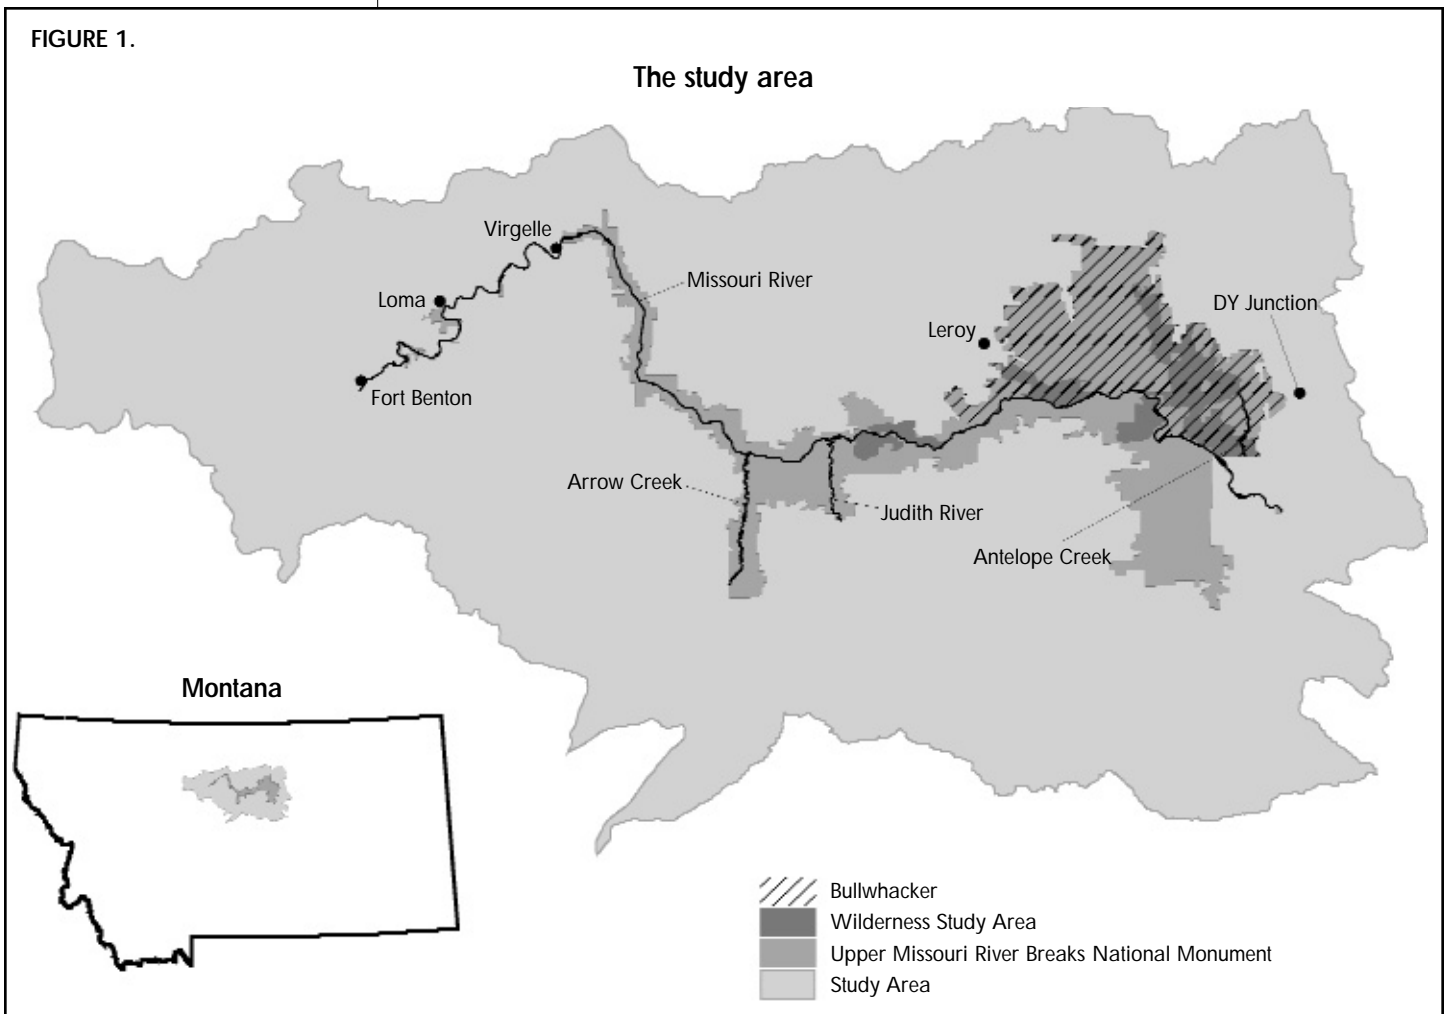 FIGURE 1.
The study area
Virgelle
Missouri River
Loma
DY Junction
Leroy
Fort Benton
Arrow Creek
Judith River
Antelope Creek
Montana
Bullwhacker
Wilderness Study Area
Upper Missouri River Breaks National Monument
Study Area